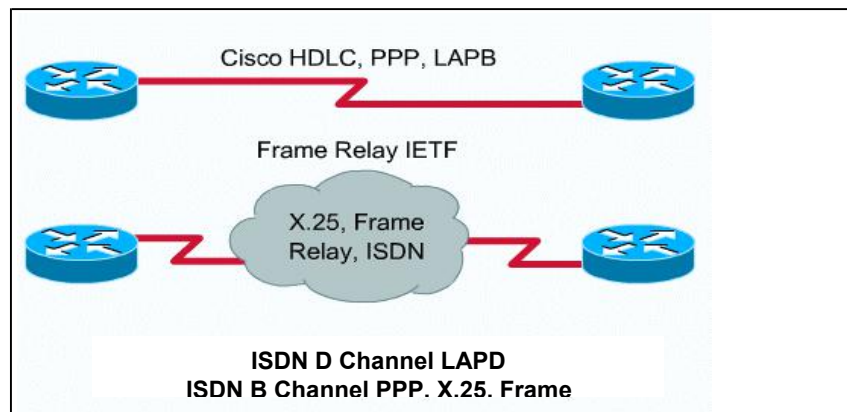 Cisco HDLC, PPP, LAPB
Frame Relay IETF
X.25, Frame
Relay, ISDN
ISDN D Channel LAPD
ISDN B Channel PPP, X.25, Frame